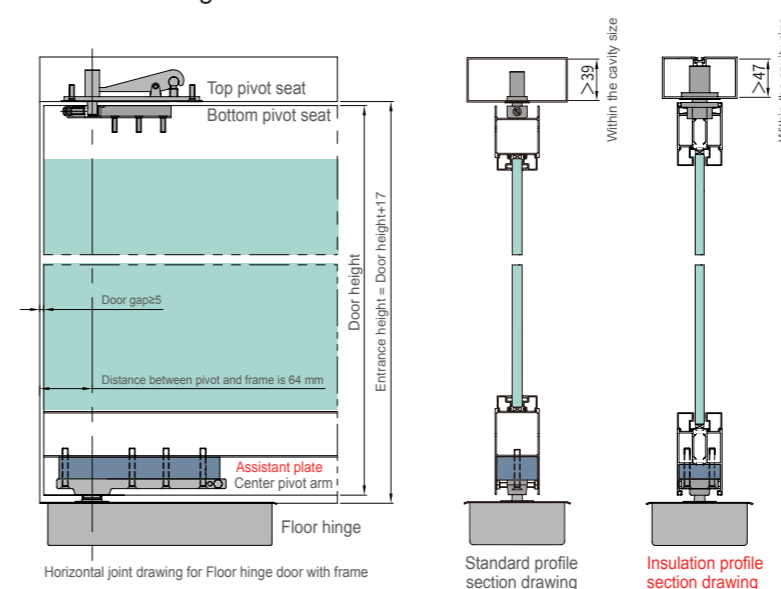 Top pivot seat
Bottom pivot seat
Door gap≥5
Distance between pivot and frame is 64 mm
Door height
Entrance height = Door height+17
Assistant plate
Center pivot arm
Floor hinge
Horizontal joint drawing for Floor hinge door with frame
>39
Within the cavity size
>47
Standard profile
section drawing
Insulation profile
section drawing